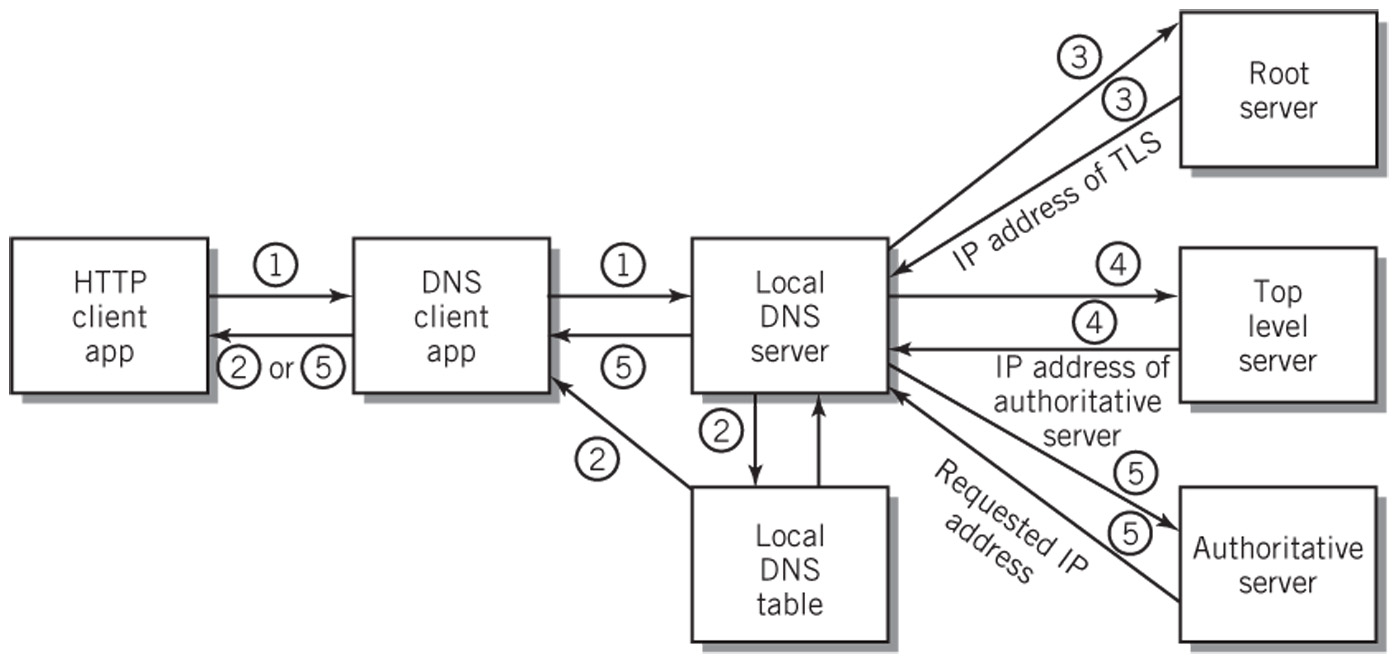 HTTP
client
app
1
2 or 5
DNS
client
app
1
5
2
Local
DNS
server
2
Local
DNS
table
3
3
IP address of TLS
Root
server
4
4
IP address of
authoritative
server
Top
level
server
5
5
Requested IP
address
Authoritative
server